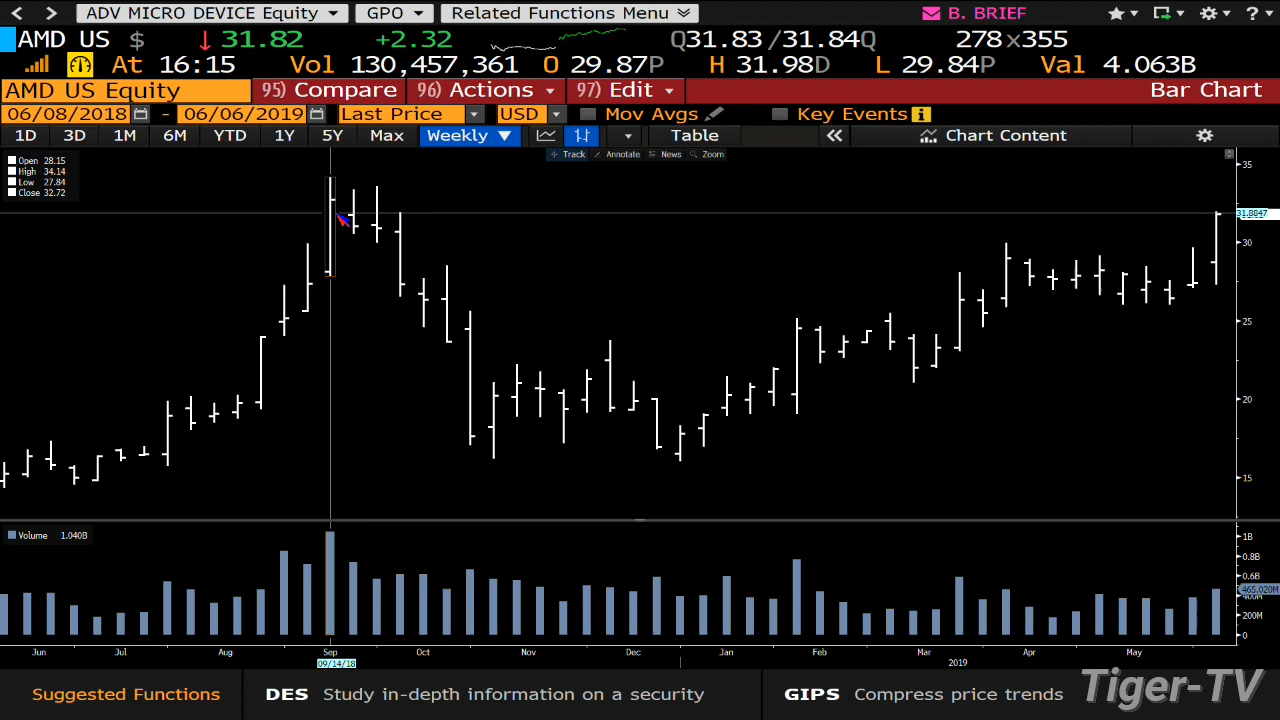 ADV MICRO DEVICE Equity GPO Related Functions Menu B. BRIEF ?
AMD US $ ↓ 31.82 +2.32 Q31.83 /31.84Q 278x355
At 16:15 Vol 130,457,361 O 29.87P H 31.98D L 29.84P Val 4.063B
AMD US Equity 95) Compare 96) Actions 97) Edit Bar Chart
06/08/2018 - 06/06/2019 Last Price USD Mov Avgs Key Events i
1D 3D 1M 6M YTD 1Y 5Y Max Weekly ▼ Table « Chart Content
Track Annotate News Zoom
Open 28.15
High 34.14
Low 27.84
Close 32.72
35
31.8847
30
25
20
15
Volume 1.040B
1B
0.8B
0.6B
465.020M
400M
200M
0
Jun Jul Aug Sep Oct Nov Dec Jan Feb Mar Apr May
09/14/18 2019
Suggested Functions DES Study in-depth information on a security GIPS Compress price trends
Tiger-TV